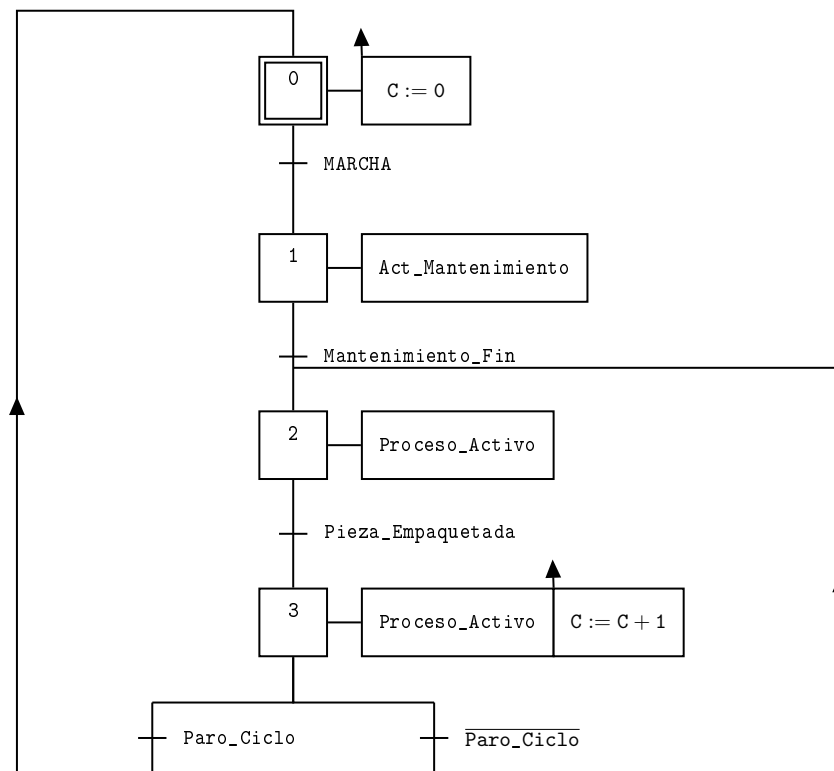 0
C := 0
MARCHA
1
Act_Mantenimiento
Mantenimiento_Fin
2
Proceso_Activo
Pieza_Empaquetada
3
Proceso_Activo
C := C + 1
Paro_Ciclo
Paro_Ciclo